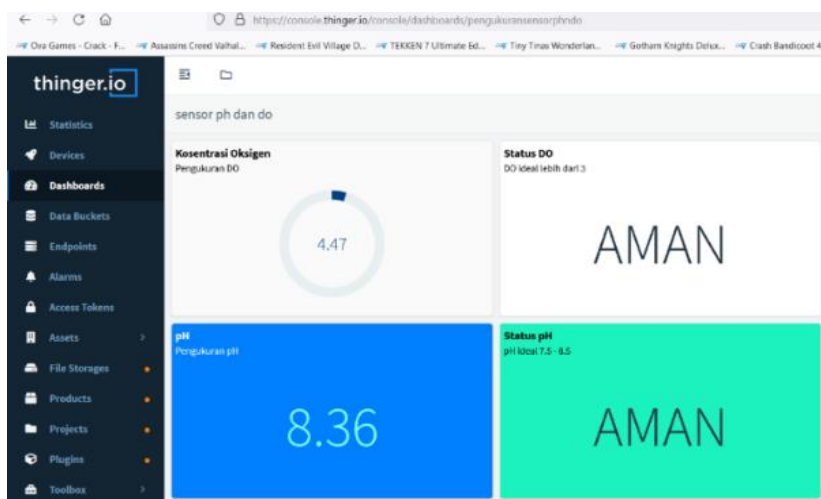 https://console.thinger.io/console/dashboards/pengukuransensorphndo
Oxa Games - Crack - F... Assassins Creed Valhal... Resident Evil Village D... TEKKEN 7 Ultimate Ed... Tiny Tinas Wonderlan... Gotham Knights Delux... Crash Bandicoot 4
thinger.io
sensor ph dan do
Statistics
Devices
Dashboards
Data Buckets
Endpoints
Alarms
Access Tokens
Assets
File Storages
Products
Projects
Plugins
Toolbox
Kosentrasi Oksigen
Pengukuran DO
4.47
Status DO
DO ideal lebih dari 3
AMAN
pH
Pengukuran pH
8.36
Status pH
pH ideal 7.5 - 8.5
AMAN